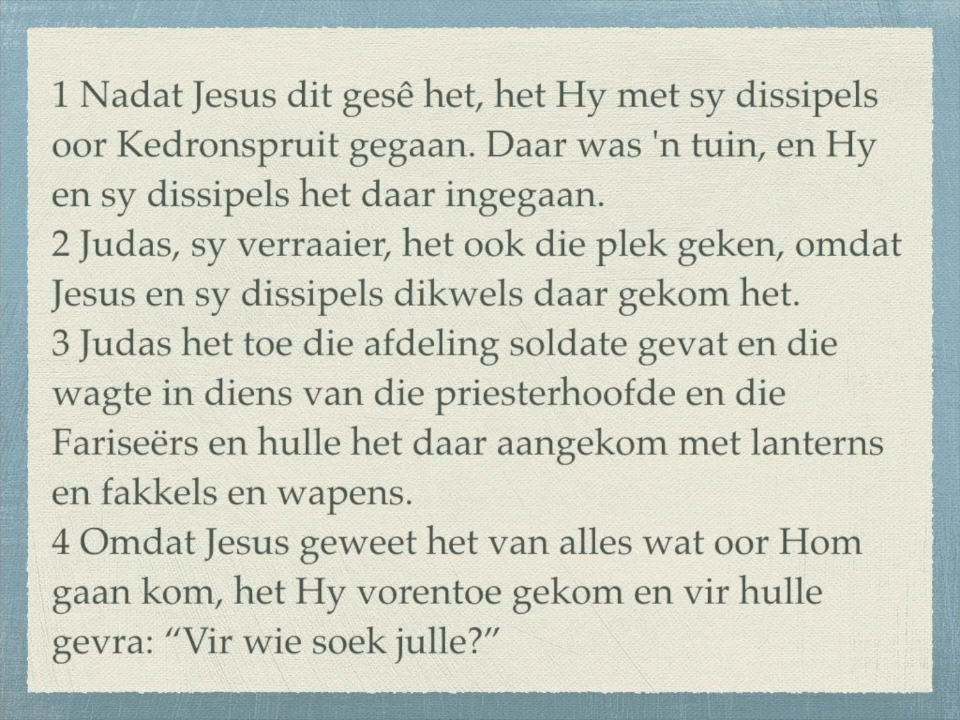 1 Nadat Jesus dit gesê het, het Hy met sy dissipels
oor Kedronspruit gegaan. Daar was 'n tuin, en Hy
en sy dissipels het daar ingegaan.
2 Judas, sy verraaier, het ook die plek geken, omdat
Jesus en sy dissipels dikwels daar gekom het.
3 Judas het toe die afdeling soldate gevat en die
wagte in diens van die priesterhoofde en die
Fariseërs en hulle het daar aangekom met lanterns
en fakkels en wapens.
4 Omdat Jesus geweet het van alles wat oor Hom
gaan kom, het Hy vorentoe gekom en vir hulle
gevra: “Vir wie soek julle?”